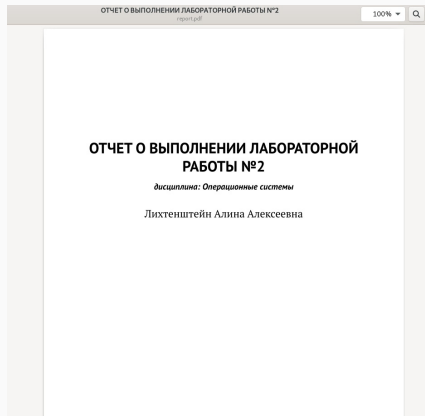 ОТЧЕТ О ВЫПОЛНЕНИИ ЛАБОРАТОРНОЙ РАБОТЫ №2
report.pdf
100%
ОТЧЕТ О ВЫПОЛНЕНИИ ЛАБОРАТОРНОЙ
РАБОТЫ №2
дисциплина: Операционные системы
Лихтенштейн Алина Алексеевна